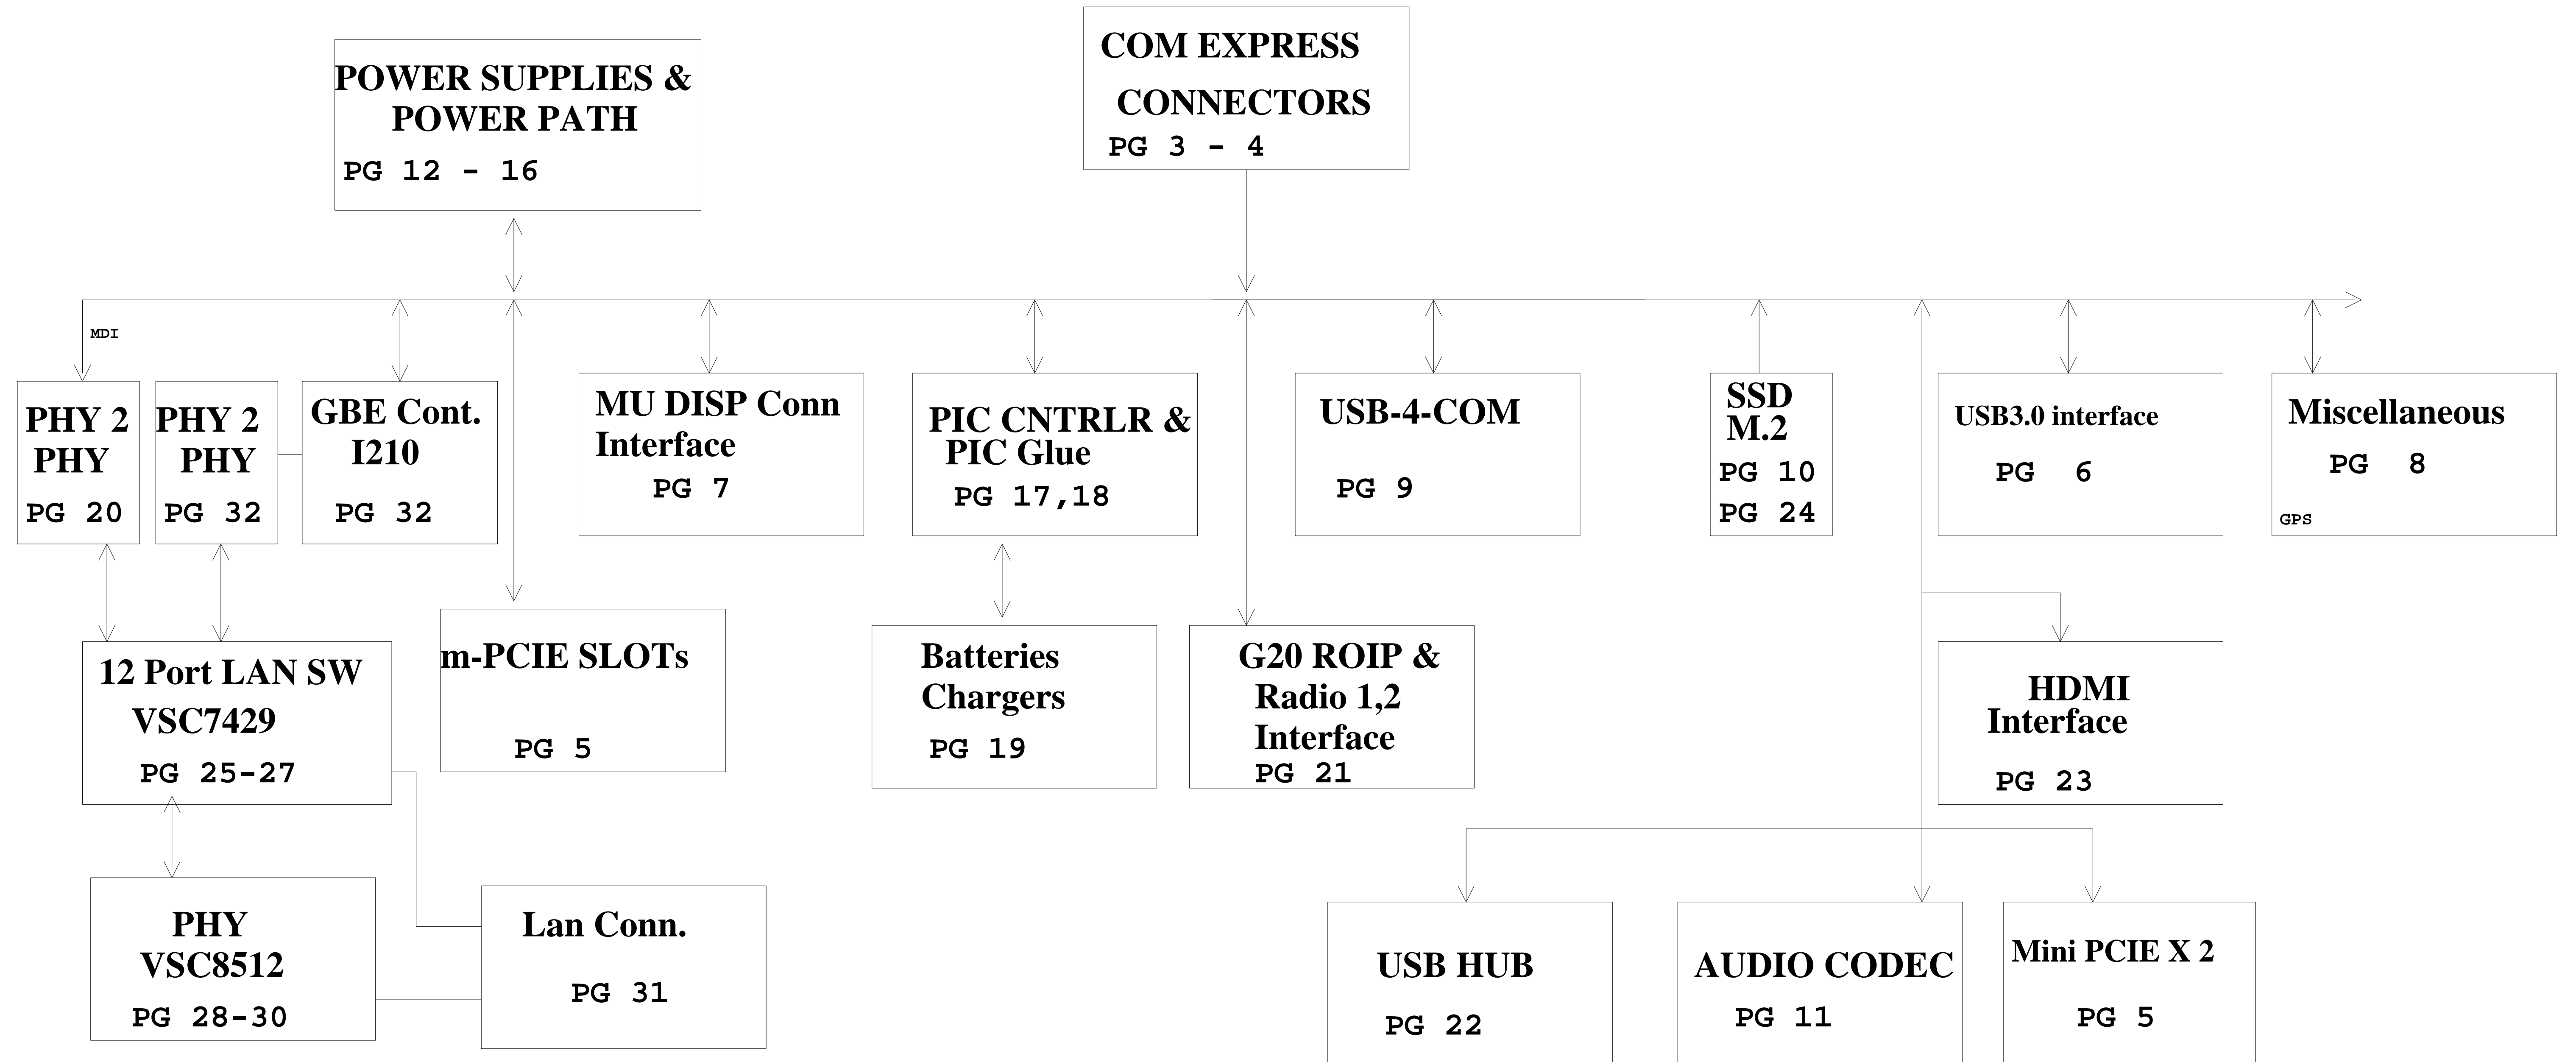 POWER SUPPLIES &
POWER PATH
PG 12 - 16
COM EXPRESS
CONNECTORS
PG 3 - 4
MDI
PHY 2
PHY
PG 20
PHY 2
PHY
PG 32
GBE Cont.
I210
PG 32
MU DISP Conn
Interface
PG 7
PIC CNTRLR &
PIC Glue
PG 17,18
USB-4-COM
PG 9
SSD
M.2
PG 10
PG 24
USB3.0 interface
PG 6
Miscellaneous
PG 8
GPS
12 Port LAN SW
VSC7429
PG 25-27
m-PCIE SLOTs
PG 5
Batteries
Chargers
PG 19
G20 ROIP &
Radio 1,2
Interface
PG 21
HDMI
Interface
PG 23
PHY
VSC8512
PG 28-30
Lan Conn.
PG 31
USB HUB
PG 22
AUDIO CODEC
PG 11
Mini PCIE X 2
PG 5